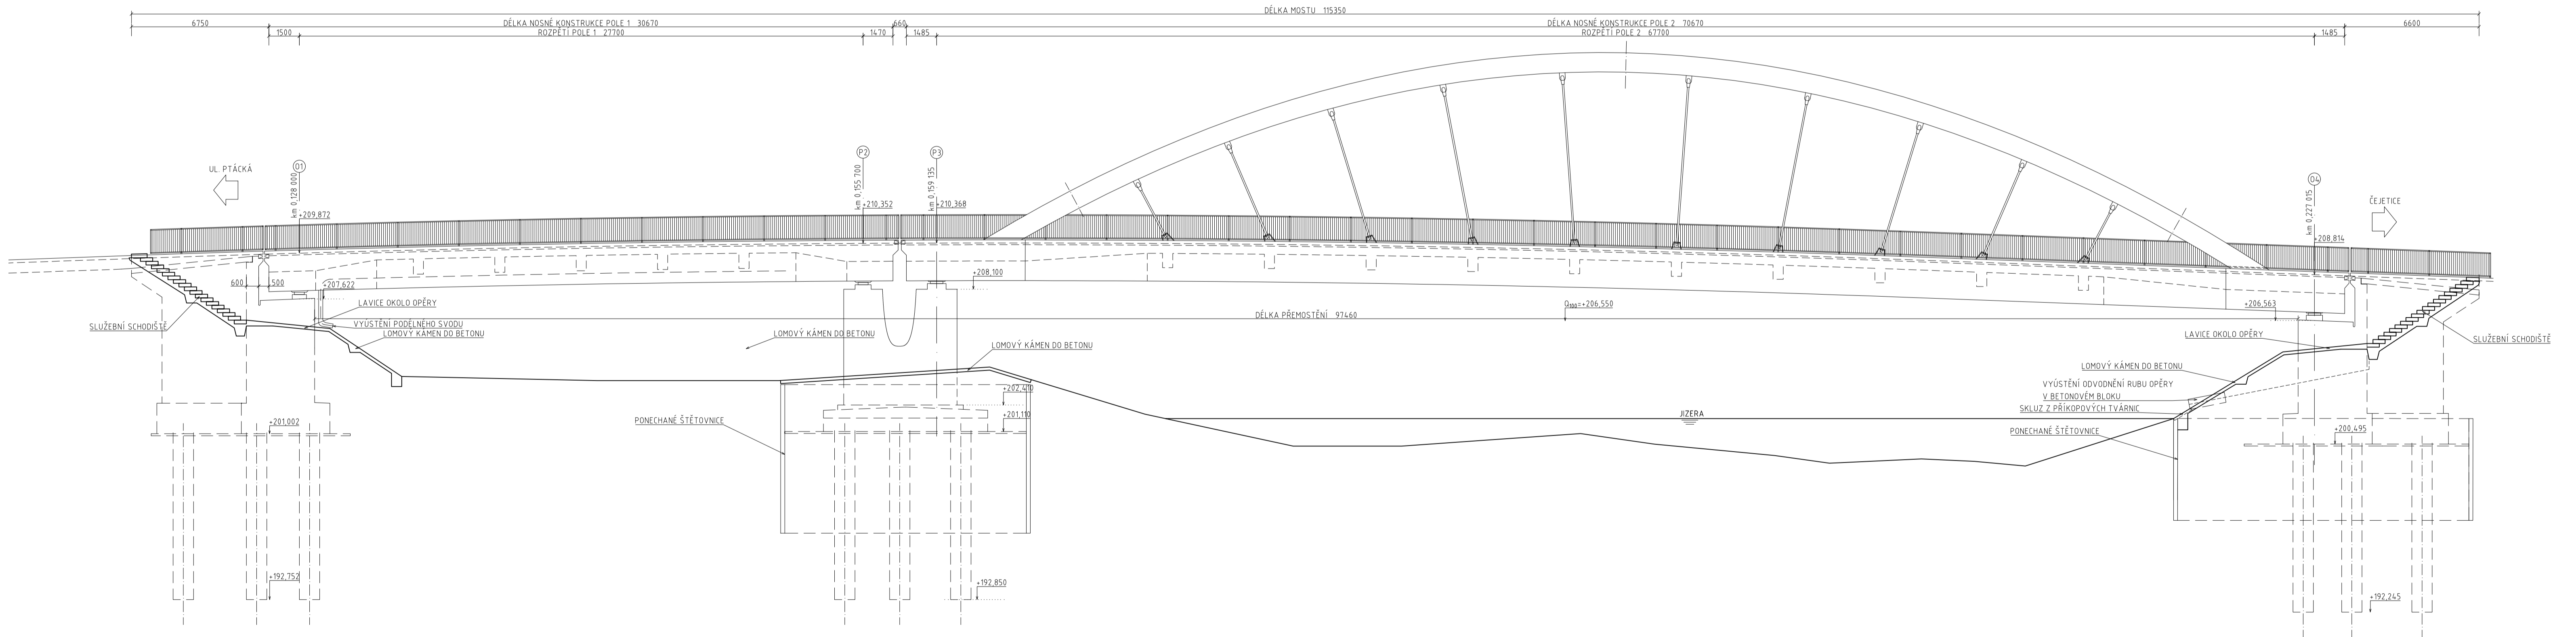 DÉLKA MOSTU 115350
6750
DÉLKA NOSNÉ KONSTRUKCE POLE 1 30670
660
DÉLKA NOSNÉ KONSTRUKCE POLE 2 70670
6600
1500
ROZPĚTÍ POLE 1 27700
1470
1485
ROZPĚTÍ POLE 2 67700
1485
UL. PTÁCKÁ
O1
P2
P3
O4
ČEJETICE
km 0,128 000
km 0,155 700
km 0,159 135
km 0,227 015
+209,872
+210,352
+210,368
+208,814
600
500
+207,622
+208,100
Q100=+206,550
+206,563
LAVICE OKOLO OPĚRY
DÉLKA PŘEMOSTĚNÍ 97460
SLUŽEBNÍ SCHODIŠTĚ
VYÚSTĚNÍ PODÉLNÉHO SVODU
LOMOVÝ KÁMEN DO BETONU
LOMOVÝ KÁMEN DO BETONU
LOMOVÝ KÁMEN DO BETONU
LAVICE OKOLO OPĚRY
SLUŽEBNÍ SCHODIŠTĚ
LOMOVÝ KÁMEN DO BETONU
VYÚSTĚNÍ ODVODNĚNÍ RUBU OPĚRY
V BETONOVÉM BLOKU
SKLUZ Z PŘÍKOPOVÝCH TVÁRNIC
+202,410
+201,110
+201,002
PONECHANÉ ŠTĚTOVNICE
JIZERA
PONECHANÉ ŠTĚTOVNICE
+200,495
+192,752
+192,850
+192,245